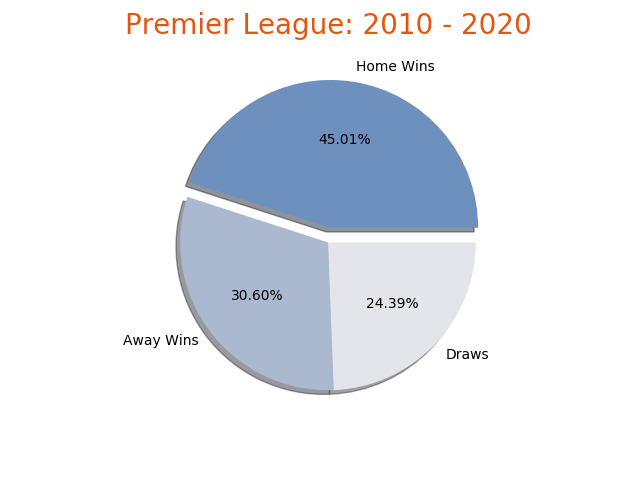 Premier League: 2010 - 2020
Home Wins
45.01%
30.60%
24.39%
Away Wins
Draws